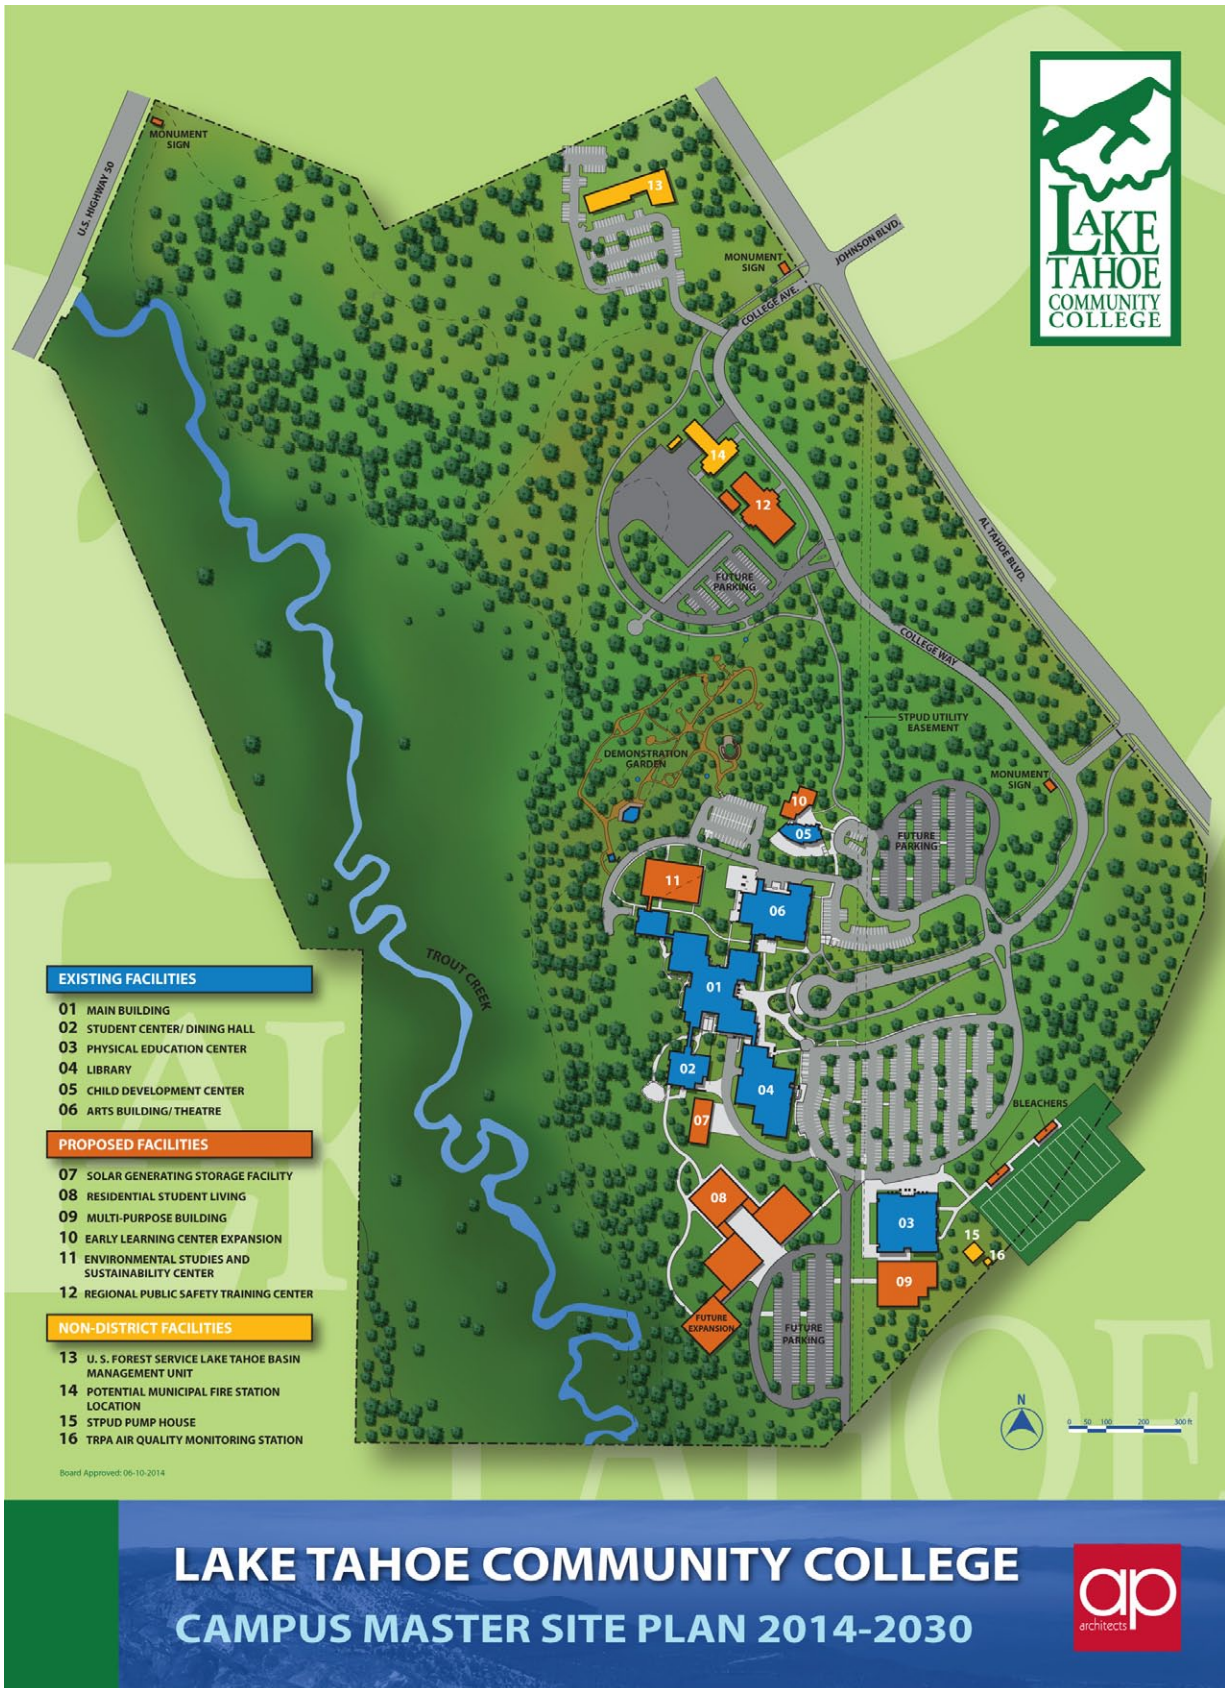 LAKE
TAHOE
COMMUNITY
COLLEGE
U.S. HIGHWAY 50
MONUMENT
SIGN
13
MONUMENT
SIGN
JOHNSON BLVD.
COLLEGE AVE.
14
12
FUTURE
PARKING
AL TAHOE BLVD.
COLLEGE WAY
STPUD UTILITY
EASEMENT
DEMONSTRATION
GARDEN
MONUMENT
SIGN
10
05
FUTURE
PARKING
11
06
TROUT CREEK
01
02
04
07
BLEACHERS
08
03
15
16
09
FUTURE
EXPANSION
FUTURE
PARKING
EXISTING FACILITIES
01 MAIN BUILDING
02 STUDENT CENTER/ DINING HALL
03 PHYSICAL EDUCATION CENTER
04 LIBRARY
05 CHILD DEVELOPMENT CENTER
06 ARTS BUILDING/ THEATRE
PROPOSED FACILITIES
07 SOLAR GENERATING STORAGE FACILITY
08 RESIDENTIAL STUDENT LIVING
09 MULTI-PURPOSE BUILDING
10 EARLY LEARNING CENTER EXPANSION
11 ENVIRONMENTAL STUDIES AND
SUSTAINABILITY CENTER
12 REGIONAL PUBLIC SAFETY TRAINING CENTER
NON-DISTRICT FACILITIES
13 U. S. FOREST SERVICE LAKE TAHOE BASIN
MANAGEMENT UNIT
14 POTENTIAL MUNICIPAL FIRE STATION
LOCATION
15 STPUD PUMP HOUSE
16 TRPA AIR QUALITY MONITORING STATION
Board Approved: 06-10-2014
N
0 50 100 200 300 ft
LAKE TAHOE COMMUNITY COLLEGE
CAMPUS MASTER SITE PLAN 2014-2030
ap
architects